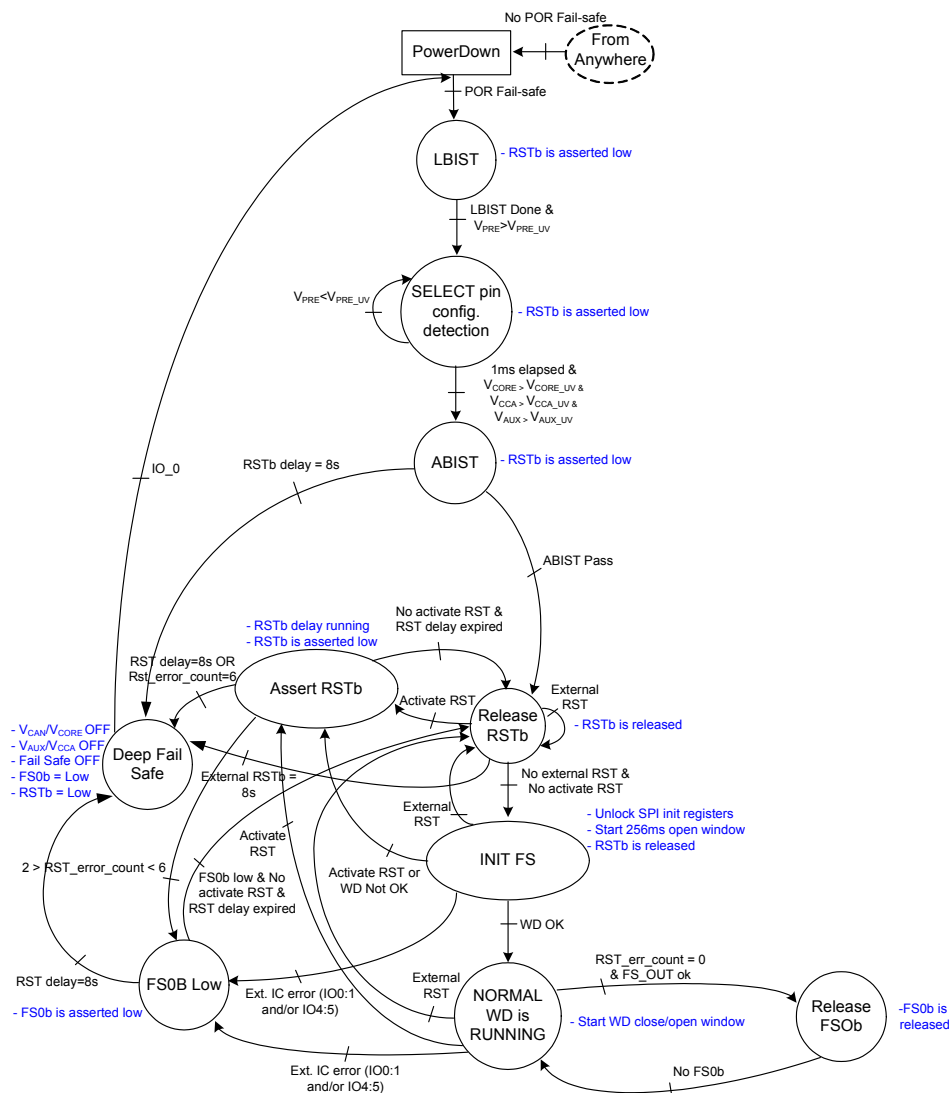 No POR Fail-safe
From
Anywhere
PowerDown
POR Fail-safe
LBIST
- RSTb is asserted low
LBIST Done &
VPRE>VPRE_UV
SELECT pin
config.
detection
VPRE<VPRE_UV
- RSTb is asserted low
1ms elapsed &
VCORE > VCORE_UV &
VCCA > VCCA_UV &
VAUX > VAUX_UV
ABIST
- RSTb is asserted low
RSTb delay = 8s
IO_0
ABIST Pass
- RSTb delay running
- RSTb is asserted low
No activate RST &
RST delay expired
RST delay=8s OR
Rst_error_count=6
Assert RSTb
Activate RST
Release
RSTb
External
RST
- RSTb is released
- VCAN/VCORE OFF
- VAUX/VCCA OFF
- Fail Safe OFF
- FS0b = Low
- RSTb = Low
Deep Fail
Safe
External RSTb =
8s
No external RST &
No activate RST
External
RST
- Unlock SPI init registers
- Start 256ms open window
- RSTb is released
Activate
RST
INIT FS
2 > RST_error_count < 6
FS0b low & No
activate RST &
RST delay expired
Activate RST or
WD Not OK
WD OK
RST delay=8s
FS0B Low
- FS0b is asserted low
Ext. IC error (IO0:1
and/or IO4:5)
External
RST
NORMAL
WD is
RUNNING
RST_err_count = 0
& FS_OUT ok
- Start WD close/open window
Release
FSOb
-FS0b is
released
Ext. IC error (IO0:1
and/or IO4:5)
No FS0b